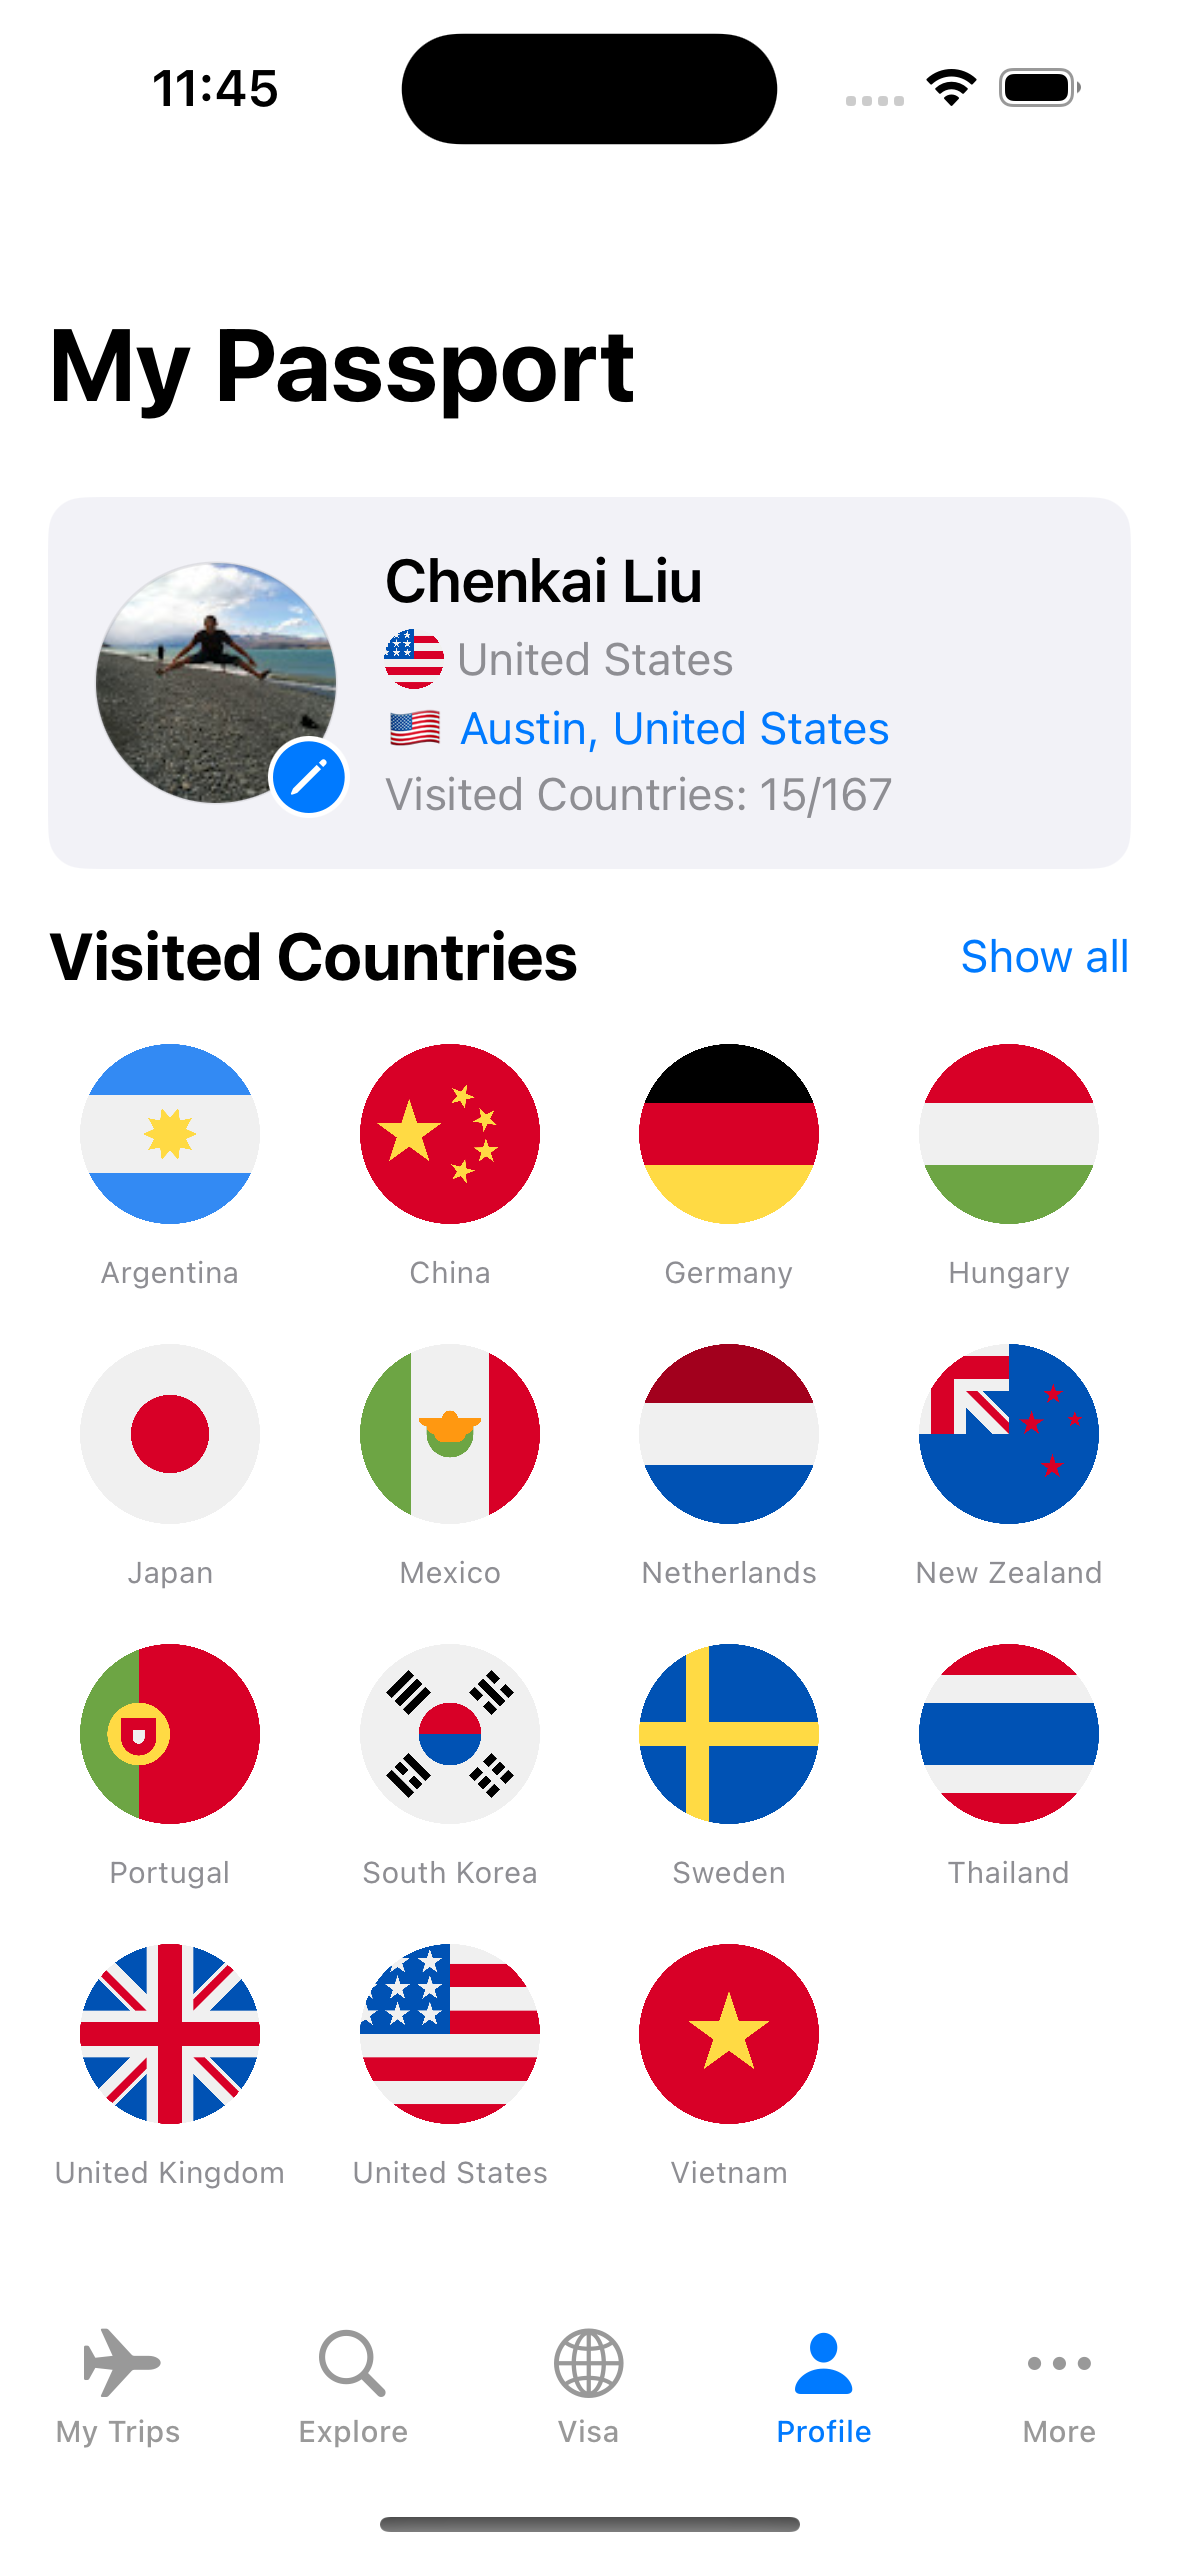 11:45
My Passport
Chenkai Liu
United States
Austin, United States
Visited Countries: 15/167
Visited Countries
Show all
Argentina
China
Germany
Hungary
Japan
Mexico
Netherlands
New Zealand
Portugal
South Korea
Sweden
Thailand
United Kingdom
United States
Vietnam
My Trips
Explore
Visa
Profile
More